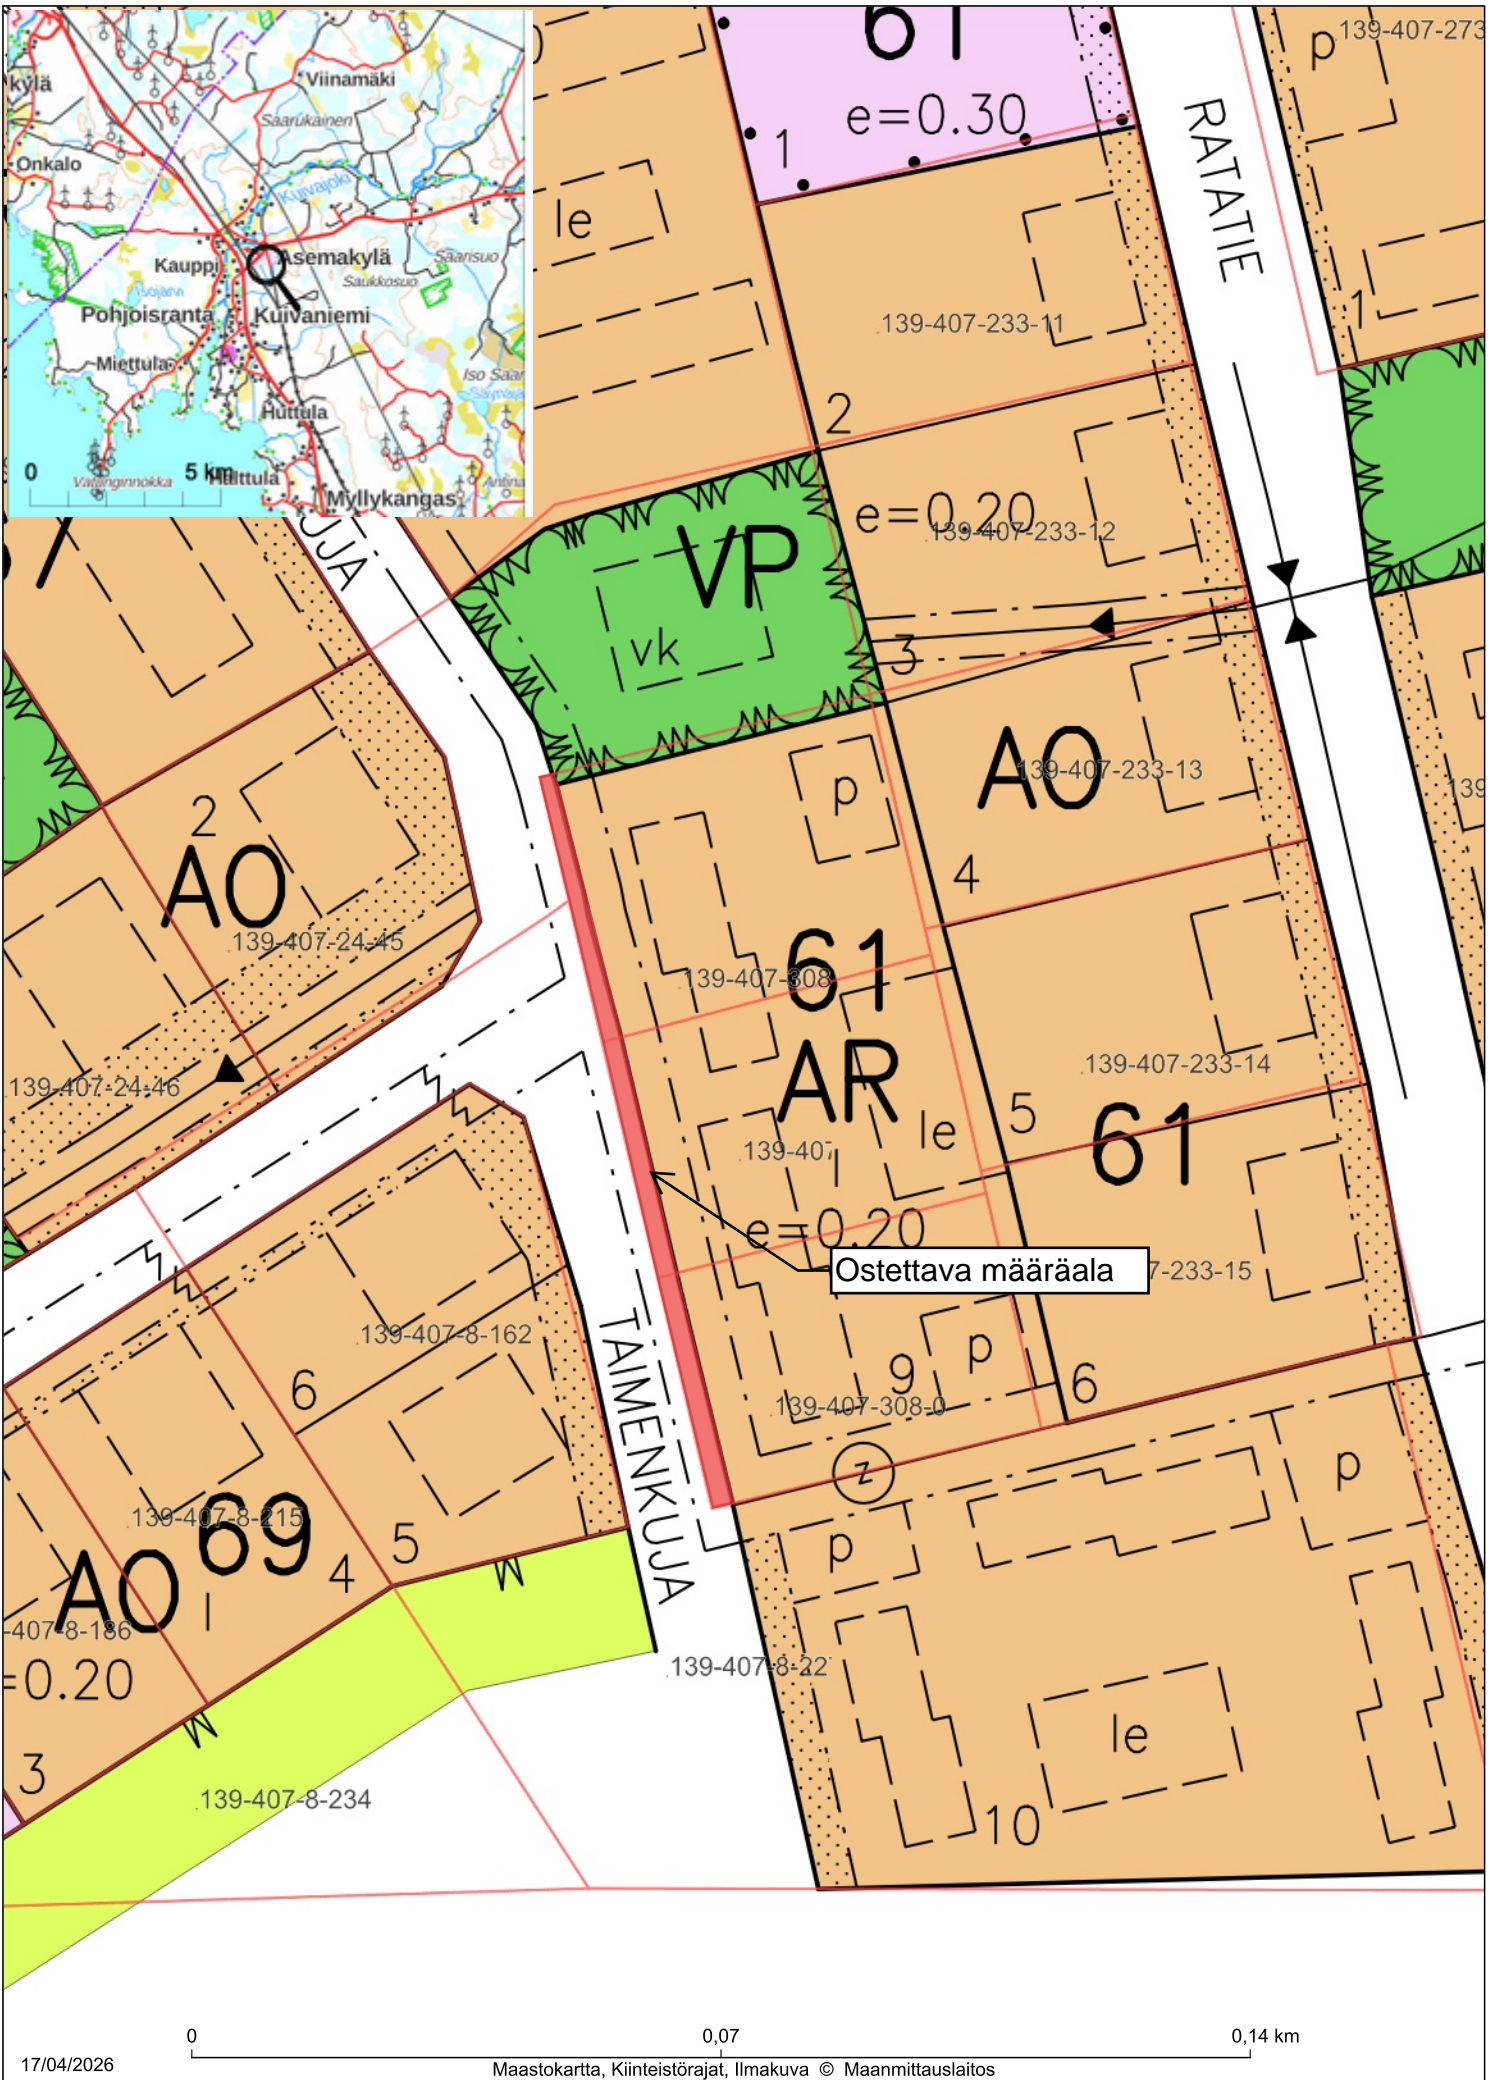 kylä
Viinamäki
Saarukainen
Onkalo
Kuivajoki
Kauppi
Asemakylä
Saarisuo
Saukkosuo
Isojärvi
Pohjoisranta
Kuivaniemi
Miettula
Iso Saar
Säynäjä
Huttula
0
5 km
Halttula
Vatunginnokka
Antina
Myllykangas
61
e=0.30
1
RATATIE
p
139-407-273
le
139-407-233-11
1
2
e=0.20
139-407-233-12
UJA
VP
vk
3
AO
139-407-233-13
139
p
2
AO
4
139-407-24-45
61
139-407-308
139-407-24-46
AR
139-407-233-14
5
le
61
139-407
I
e=0.20
Ostettava määräala
7-233-15
TAIMENKUJA
139-407-8-162
6
9
p
6
139-407-308-0
z
p
139-407-8-215
69
5
p
AO
4
I
-407-8-186
139-407-8-22
=0.20
le
3
139-407-8-234
10
0
0,07
0,14 km
17/04/2026
Maastokartta, Kiinteistörajat, Ilmakuva © Maanmittauslaitos